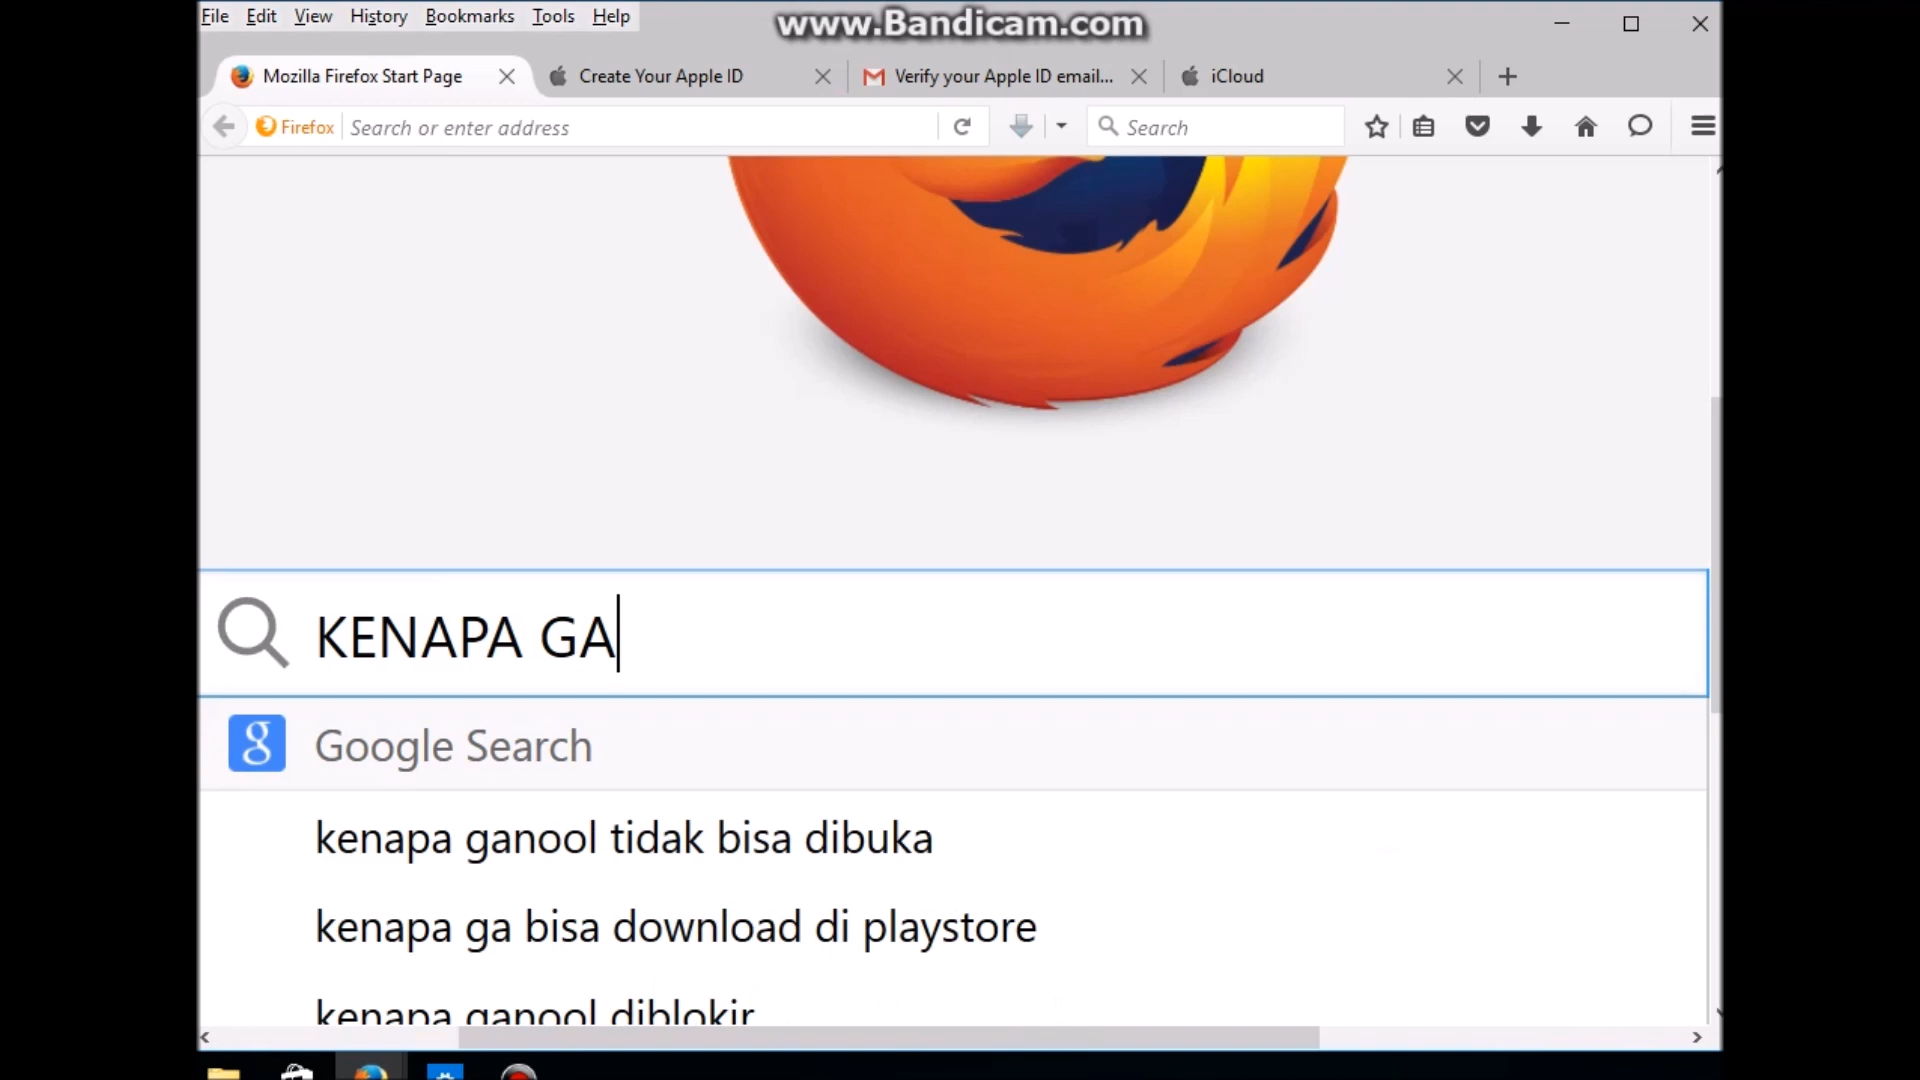 File Edit View History Bookmarks Tools Help
www.Bandicam.com
Mozilla Firefox Start Page
Create Your Apple ID
Verify your Apple ID email...
iCloud
Firefox
Search or enter address
Search
KENAPA GA
g
Google Search
kenapa ganool tidak bisa dibuka
kenapa ga bisa download di playstore
kenapa ganool diblokir